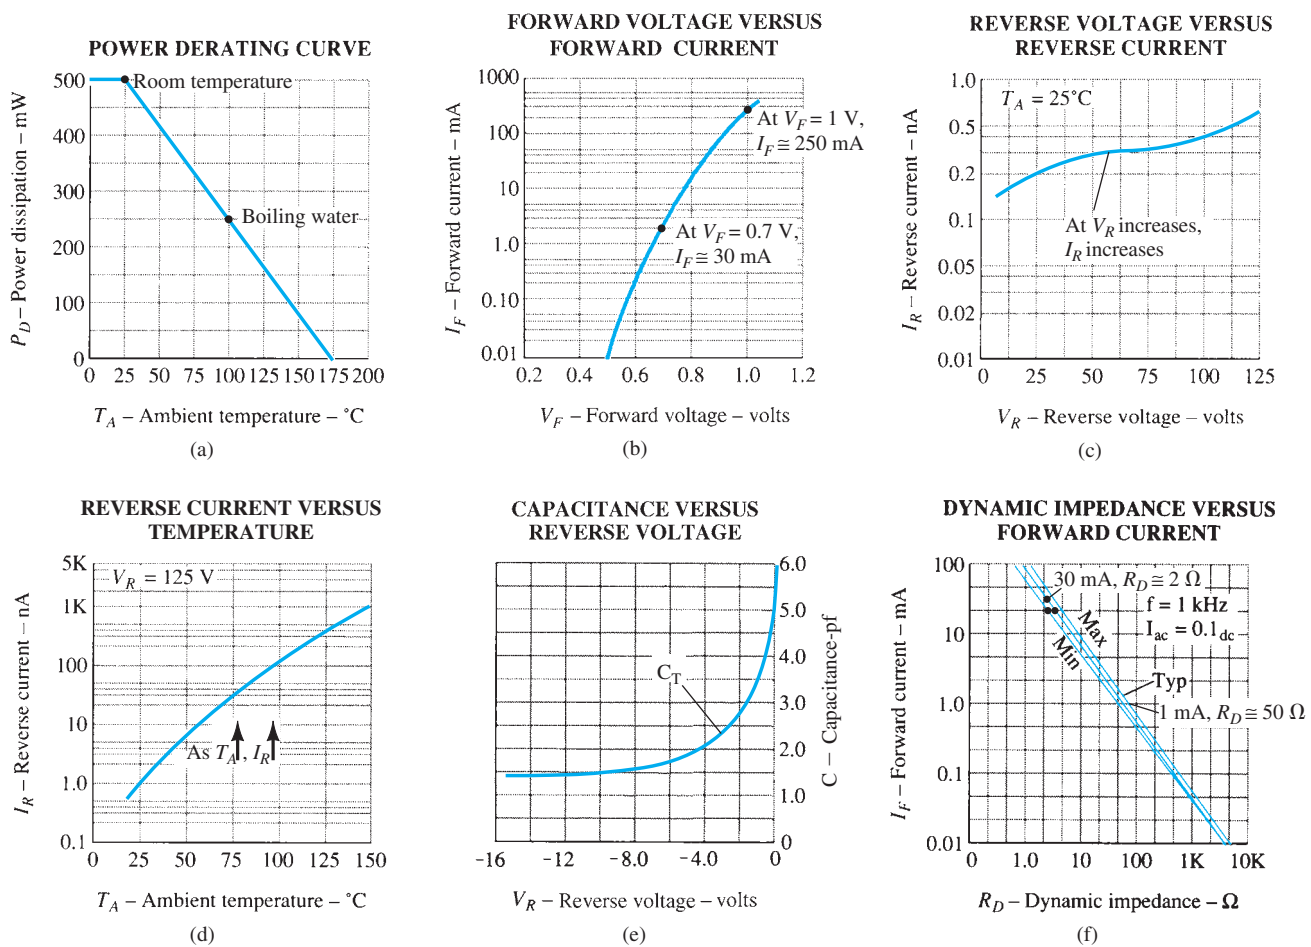 POWER DERATING CURVE
500
400
300
200
100
0
P_D – Power dissipation – mW
Room temperature
Boiling water
0 25 50 75 100 125 150 175 200
T_A – Ambient temperature – °C
(a)
FORWARD VOLTAGE VERSUS
FORWARD CURRENT
1000
100
10
1.0
0.10
0.01
I_F – Forward current – mA
At V_F = 1 V,
I_F ≅ 250 mA
At V_F = 0.7 V,
I_F ≅ 30 mA
0.2 0.4 0.6 0.8 1.0 1.2
V_F – Forward voltage – volts
(b)
REVERSE VOLTAGE VERSUS
REVERSE CURRENT
1.0
0.5
0.2
0.1
0.05
0.02
0.01
I_R – Reverse current – nA
T_A = 25°C
At V_R increases,
I_R increases
0 25 50 75 100 125
V_R – Reverse voltage – volts
(c)
REVERSE CURRENT VERSUS
TEMPERATURE
5K
1K
100
10
1.0
0.1
I_R – Reverse current – nA
V_R = 125 V
As T_A, I_R
0 25 50 75 100 125 150
T_A – Ambient temperature – °C
(d)
CAPACITANCE VERSUS
REVERSE VOLTAGE
6.0
5.0
4.0
3.0
2.0
1.0
0
C – Capacitance-pf
C_T
-16 -12 -8.0 -4.0 0
V_R – Reverse voltage – volts
(e)
DYNAMIC IMPEDANCE VERSUS
FORWARD CURRENT
100
10
1.0
0.1
0.01
I_F – Forward current – mA
30 mA, R_D ≅ 2 Ω
f = 1 kHz
I_ac = 0.1_dc
Max
Min
Typ
1 mA, R_D ≅ 50 Ω
0 1.0 10 100 1K 10K
R_D – Dynamic impedance – Ω
(f)